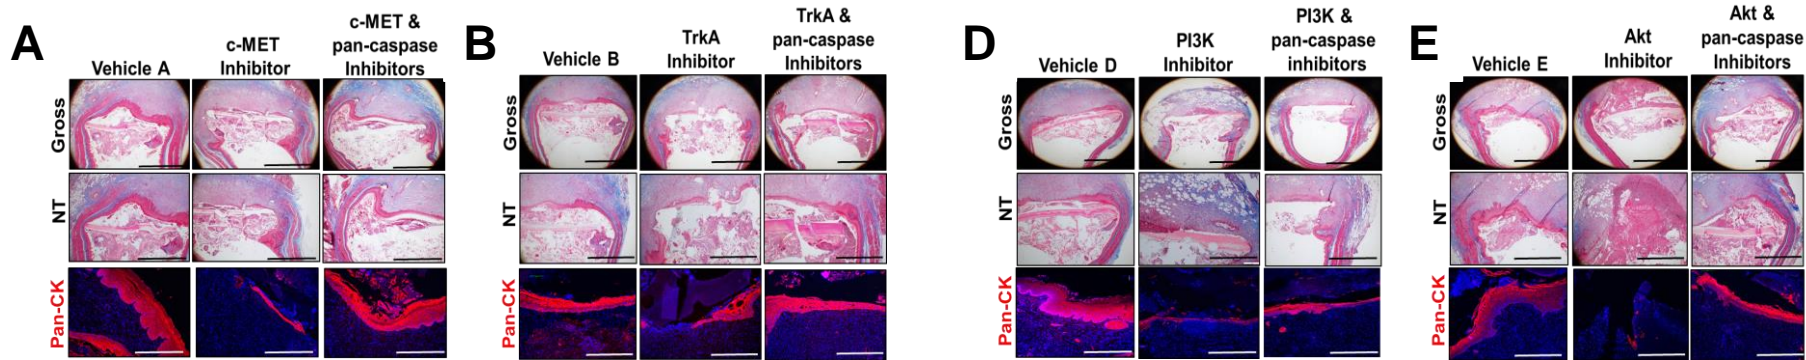 A
Vehicle A
c-MET
Inhibitor
c-MET &
pan-caspase
Inhibitors
Gross
NT
Pan-CK
B
Vehicle B
TrkA
Inhibitor
TrkA &
pan-caspase
Inhibitors
Gross
NT
Pan-CK
D
Vehicle D
PI3K
Inhibitor
PI3K &
pan-caspase
inhibitors
Gross
NT
Pan-CK
E
Vehicle E
Akt
Inhibitor
Akt &
pan-caspase
Inhibitors
Gross
NT
Pan-CK